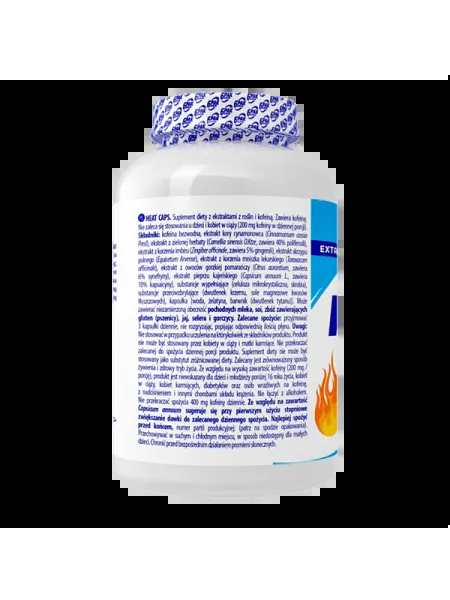 PL HEAT CAPS. Suplement diety z ekstraktami z roślin i kofeiną. Zawiera kofeinę.
Nie zaleca się stosowania u dzieci i kobiet w ciąży (200 mg kofeiny w dziennej porcji).
Składniki: kofeina bezwodna, ekstrakt kory cynamonowca (Cinnamomum cassia
Presl), ekstrakt z zielonej herbaty (Camellia sinensis O.Ktze, zawiera 40% polifenoli),
ekstrakt z korzenia imbiru (Zingiber officinale, zawiera 5% gingeroli), ekstrakt skrzypu
polnego (Equisetum Arvense), ekstrakt z korzenia mniszka lekarskiego (Taraxacum
officinale), ekstrakt z owoców gorzkiej pomarańczy (Citrus aurantium, zawiera
6% synefryny), ekstrakt pieprzu kajeńskiego (Capsicum annuum L., zawiera
10% kapsaicyny), substancje wypełniające (celuloza mikrokrystaliczna, skrobia),
substancje przeciwzbrylające (dwutlenek krzemu, sole magnezowe kwasów
tłuszczowych), kapsułka [woda, żelatyna, barwnik (dwutlenek tytanu)]. Może
zawierać nieznamienną obecność pochodnych mleka, soi, zbóż zawierających
gluten (pszenicy), jaj, selera i gorczycy. Zalecane spożycie: przyjmować
kapsułki dziennie, nie rozgryzając, popijając odpowiednią ilością płynu. Uwagi:
Nie stosować w przypadku uczulenia na którykolwiek ze składników produktu. Produkt
nie może być stosowany przez kobiety w ciąży i matki karmiące. Nie przekraczać
zalecanej do spożycia dziennej porcji produktu. Suplement diety nie może być
stosowany jako substytut zróżnicowanej diety. Zalecany jest zrównoważony sposób
żywienia i zdrowy tryb życia. Ze względu na wysoką zawartość kofeiny (200 mg /
porcję), produkt jest niewskazany dla dzieci i młodzieży poniżej 16 roku życia, kobiet
w ciąży, kobiet karmiących, diabetyków oraz osób wrażliwych na kofeinę,
z nadciśnieniem i innymi chorobami układu krążenia. Nie łączyć z alkoholem.
Nie przekraczać spożycia 400 mg kofeiny dziennie. Ze względu na zawartość
Capsicum annuum sugeruje się przy pierwszym użyciu stopniowe
zwiększanie dawki do zalecanego dziennego spożycia. Najlepiej spożyć
przed końcem, numer partii produkcyjnej: (patrz na spodzie opakowania).
Przechowywać w suchym i chłodnym miejscu, w sposób niedostępny dla małych
dzieci. Chronić przed bezpośrednim działaniem promieni słonecznych.
EXTR